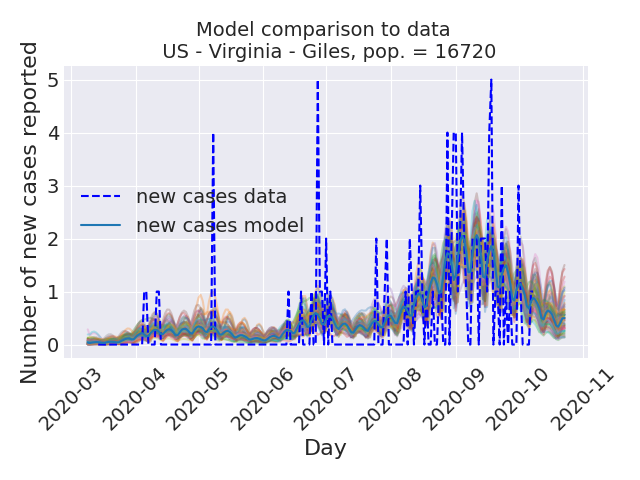 Model comparison to data
US - Virginia - Giles, pop. = 16720
Number of new cases reported
5
4
3
2
1
0
new cases data
new cases model
2020-03
2020-04
2020-05
2020-06
2020-07
2020-08
2020-09
2020-10
2020-11
Day